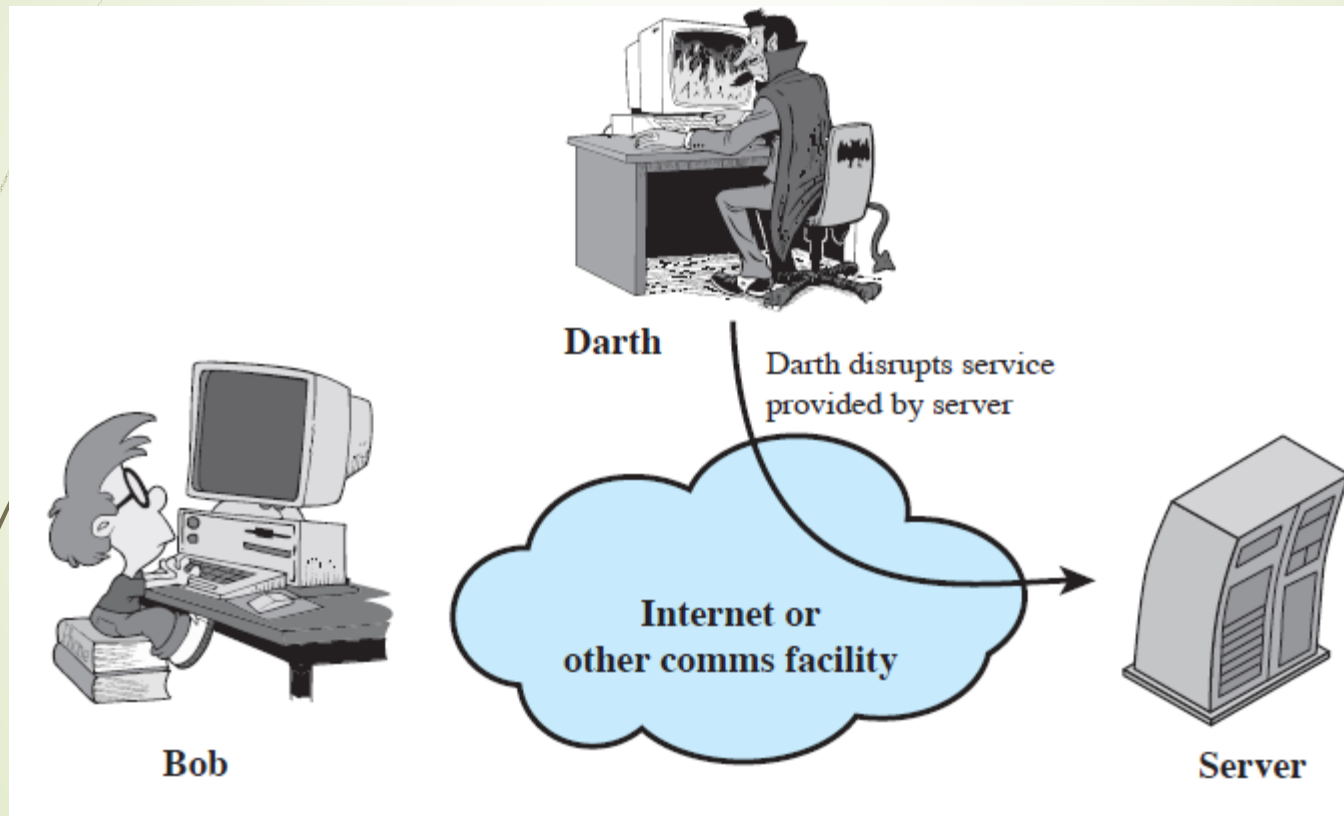 Darth
Darth disrupts service
provided by server
Internet or
other comms facility
Bob
Server